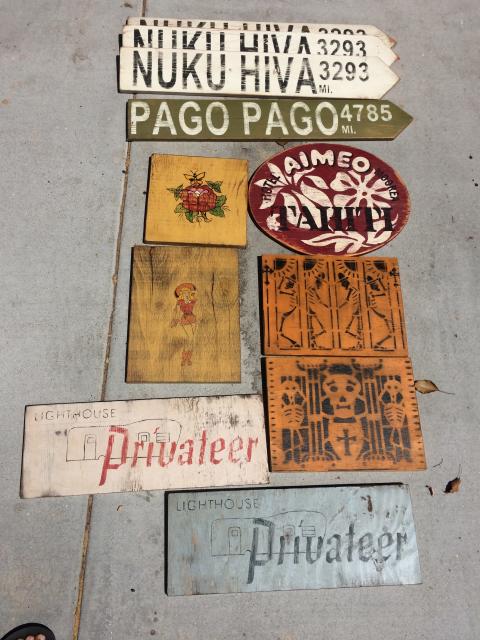 NUKU HIVA 3293
NUKU HIVA 3293
NUKU HIVA 3293
MI.
PAGO PAGO 4785
MI.
AIMEO
HOTEL
TAHITI
LIGHTHOUSE
Privateer
LIGHTHOUSE
Privateer